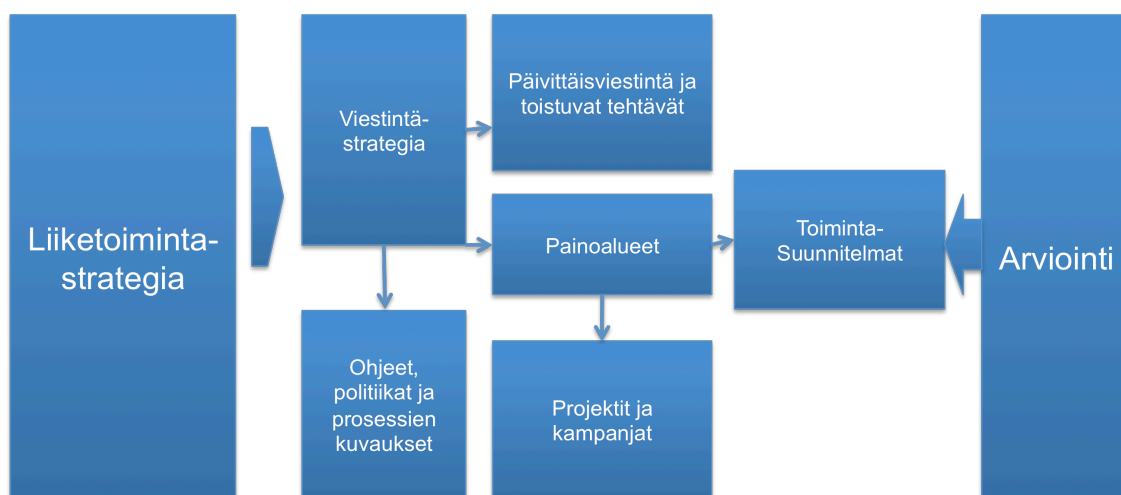 Liiketoiminta-
strategia
Viestintä-
strategia
Ohjeet,
politiikat ja
prosessien
kuvaukset
Päivittäisviestintä ja
toistuvat tehtävät
Painoalueet
Projektit ja
kampanjat
Toiminta-
Suunnitelmat
Arviointi